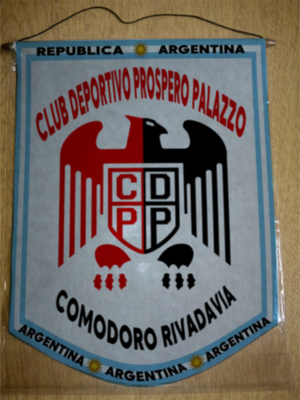 REPUBLICA ARGENTINA
CLUB DEPORTIVO PROSPERO PALAZZO
CD
PP
COMODORO RIVADAVIA
ARGENTINA ARGENTINA ARGENTINA